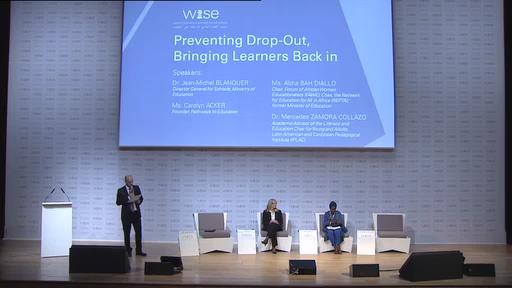 wise
Preventing Drop-Out,
Bringing Learners Back in
Speakers:
Dr. Jean-Michel BLANQUER
Director General for Schools, Ministry of
Education
Ms. Carolyn ACKER
Founder, Pathways to Education
Ms. Aicha BAH DIALLO
Chair, Forum of African Women
Educationalists (FAWE); Chair, the Network
for Education for All in Africa (REFTA),
former Minister of Education
Dr. Mercedes ZAMORA COLLAZO
Academic Advisor of the Literacy and
Education Chair for Young and Adults,
Latin American and Caribbean Pedagogical
Institute (IPLAC)